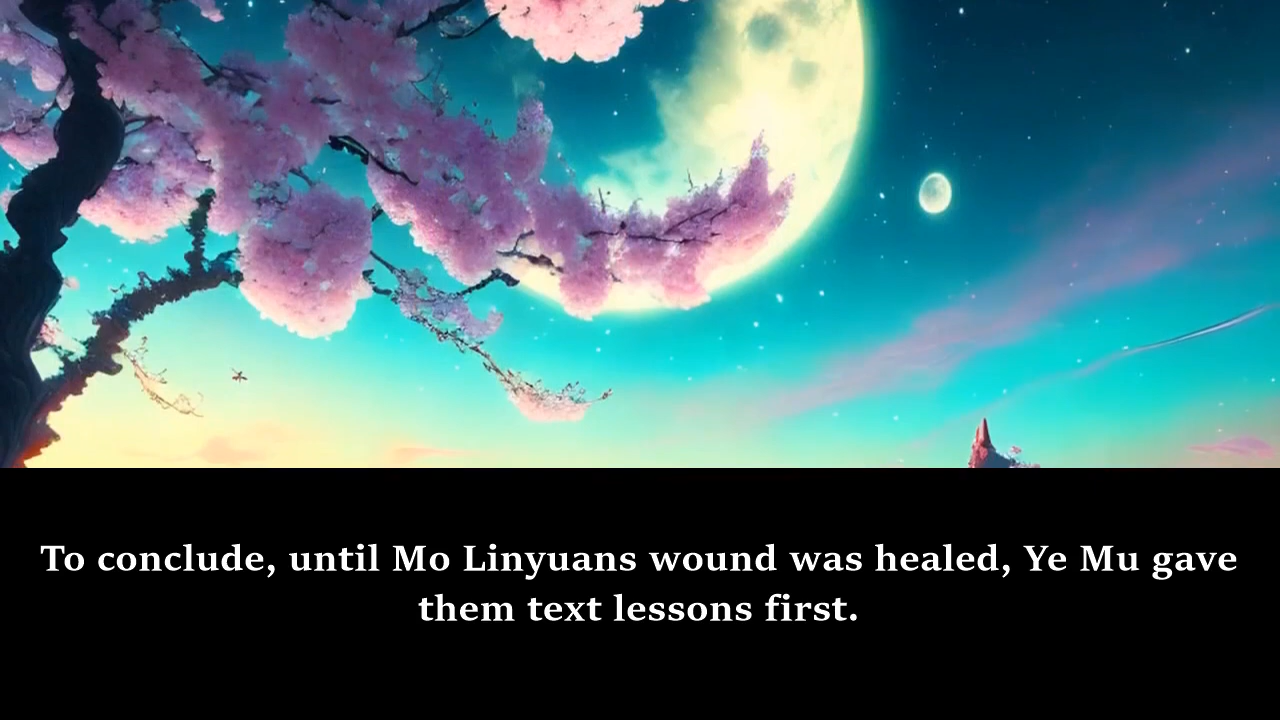 To conclude, until Mo Linyuans wound was healed, Ye Mu gave
them text lessons first.